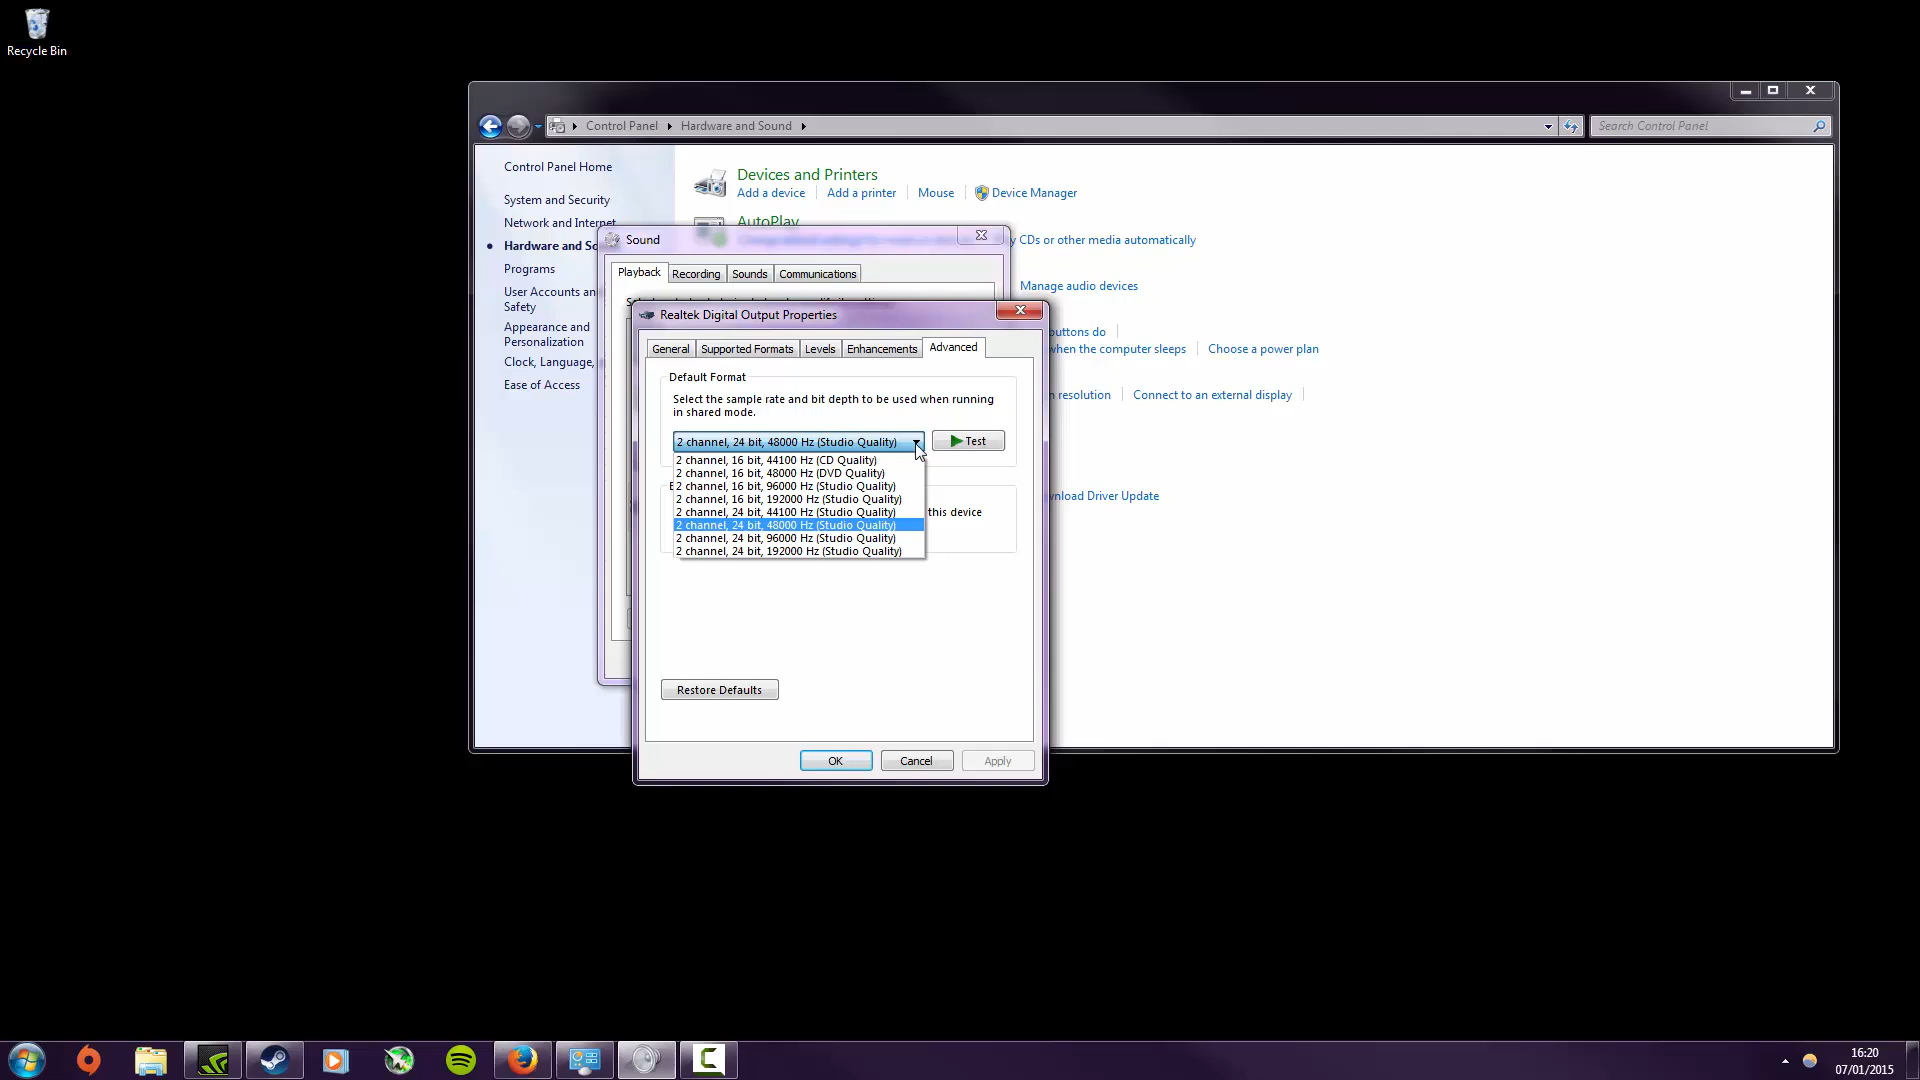 Recycle Bin
Control Panel
Hardware and Sound
Search Control Panel
Control Panel Home
System and Security
Network and Internet
Hardware and So
Programs
User Accounts an
Safety
Appearance and
Personalization
Clock, Language,
Ease of Access
Devices and Printers
Add a device
Add a printer
Mouse
Device Manager
AutoPlay
CDs or other media automatically
Manage audio devices
buttons do
when the computer sleeps
Choose a power plan
resolution
Connect to an external display
nload Driver Update
Sound
Playback
Recording
Sounds
Communications
Realtek Digital Output Properties
General
Supported Formats
Levels
Enhancements
Advanced
Default Format
Select the sample rate and bit depth to be used when running
in shared mode.
2 channel, 24 bit, 48000 Hz (Studio Quality)
Test
2 channel, 16 bit, 44100 Hz (CD Quality)
2 channel, 16 bit, 48000 Hz (DVD Quality)
2 channel, 16 bit, 96000 Hz (Studio Quality)
2 channel, 16 bit, 192000 Hz (Studio Quality)
2 channel, 24 bit, 44100 Hz (Studio Quality)
this device
2 channel, 24 bit, 48000 Hz (Studio Quality)
2 channel, 24 bit, 96000 Hz (Studio Quality)
2 channel, 24 bit, 192000 Hz (Studio Quality)
Restore Defaults
OK
Cancel
Apply
16:20
07/01/2015